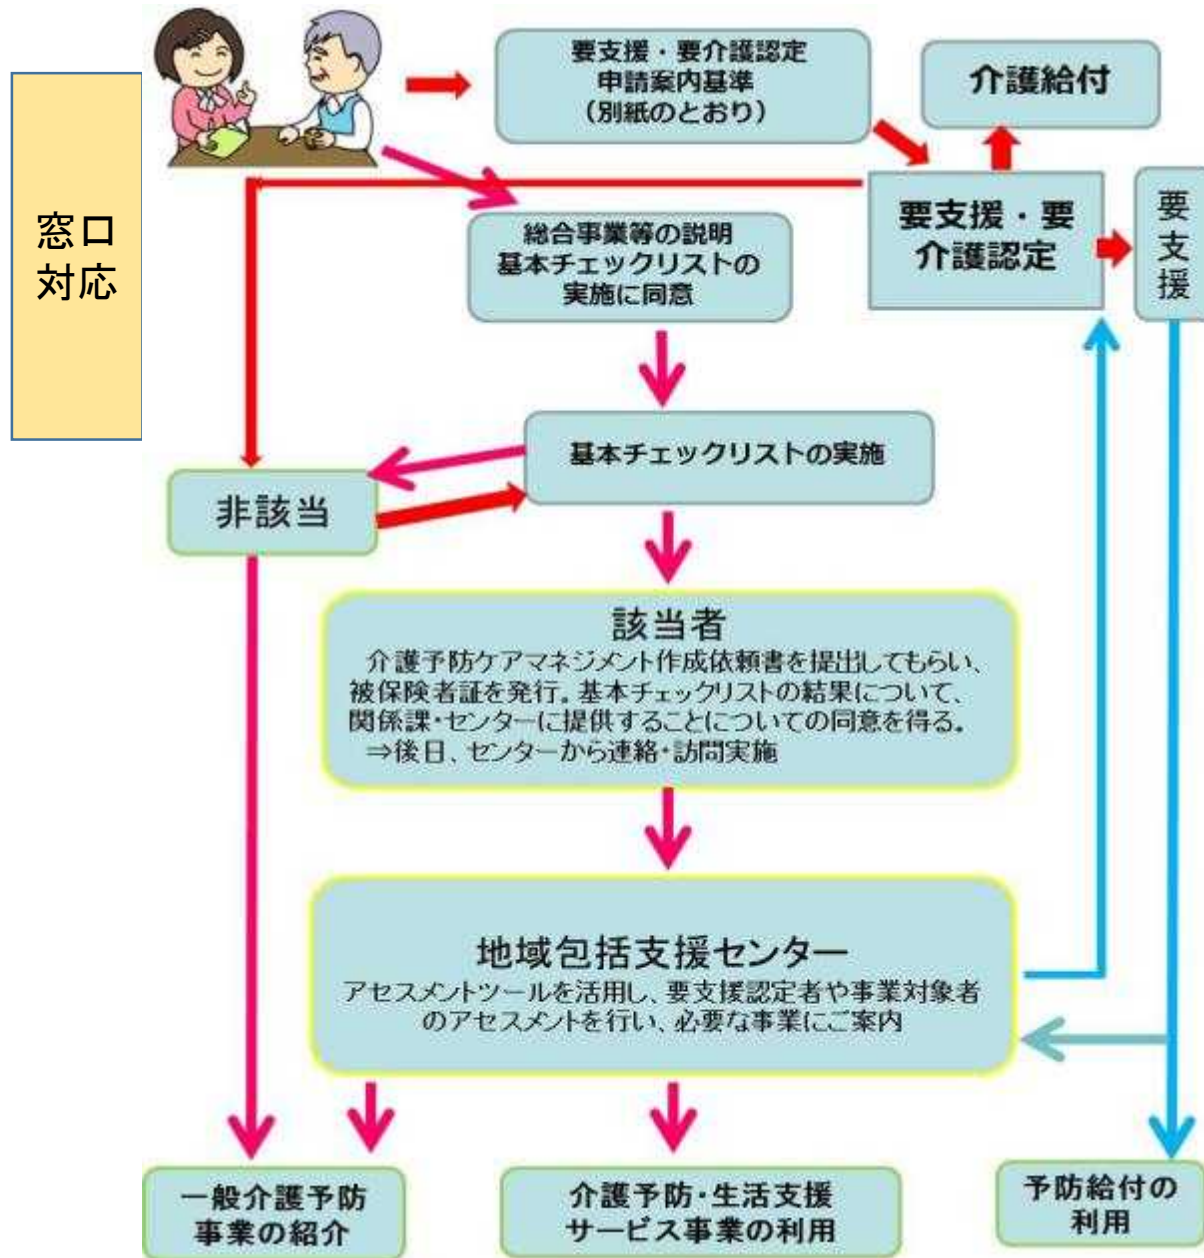 窓口
対応
要支援・要介護認定
申請案内基準
（別紙のとおり）
介護給付
要支援・要
介護認定
要
支
援
総合事業等の説明
基本チェックリストの
実施に同意
基本チェックリストの実施
非該当
該当者
介護予防ケアマネジメント作成依頼書を提出してもらい、
被保険者証を発行。基本チェックリストの結果について、
関係課・センターに提供することについての同意を得る。
⇒後日、センターから連絡・訪問実施
地域包括支援センター
アセスメントツールを活用し、要支援認定者や事業対象者
のアセスメントを行い、必要な事業にご案内
一般介護予防
事業の紹介
介護予防・生活支援
サービス事業の利用
予防給付の
利用